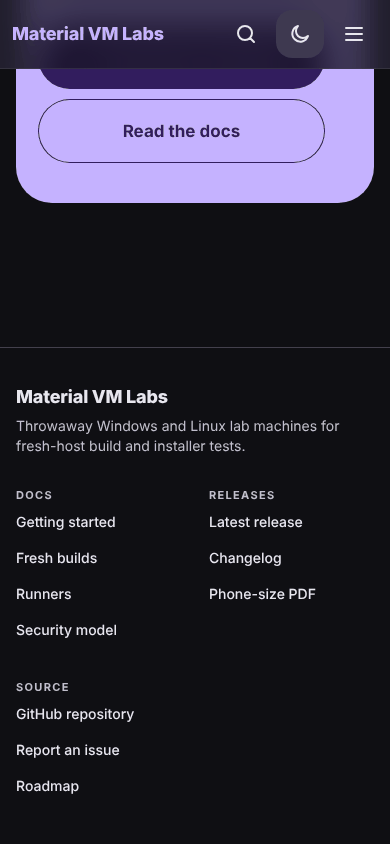 Material VM Labs
Read the docs
Material VM Labs
Throwaway Windows and Linux lab machines for
fresh-host build and installer tests.
DOCS
Getting started
Fresh builds
Runners
Security model
RELEASES
Latest release
Changelog
Phone-size PDF
SOURCE
GitHub repository
Report an issue
Roadmap